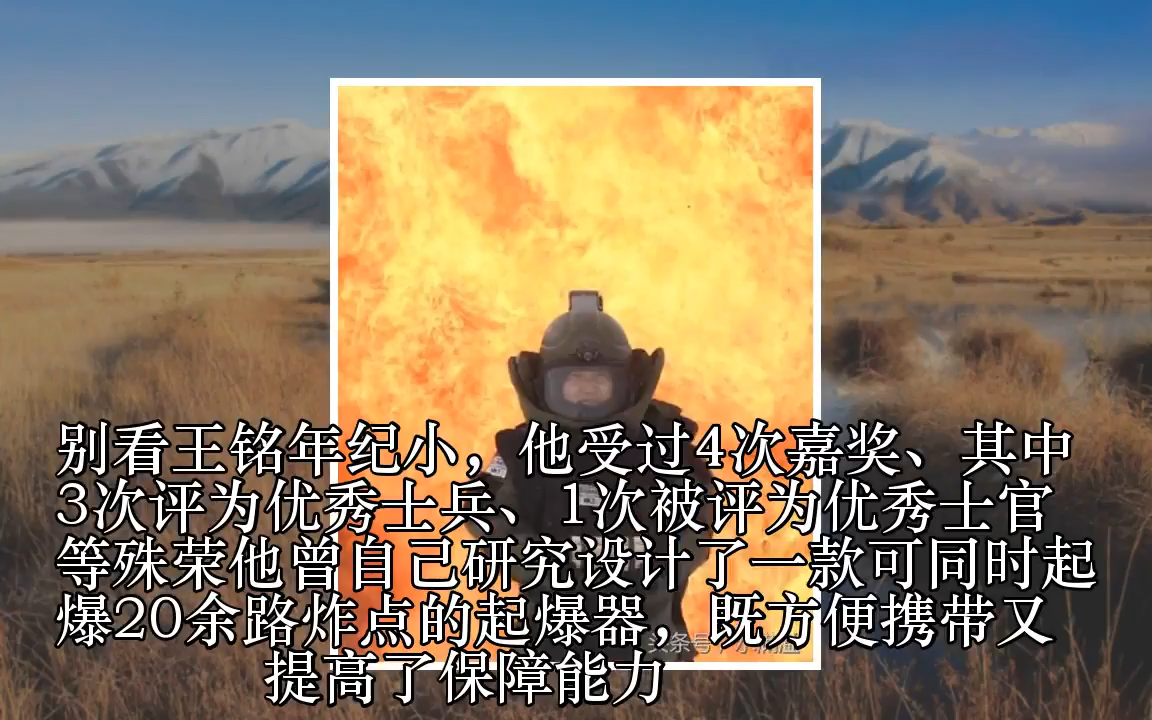 别看王铭年纪小，他受过4次嘉奖、其中
3次评为优秀士兵、1次被评为优秀士官
等殊荣他曾自己研究设计了一款可同时起
爆20余路炸点的起爆器，既方便携带又
提高了保障能力
头条号